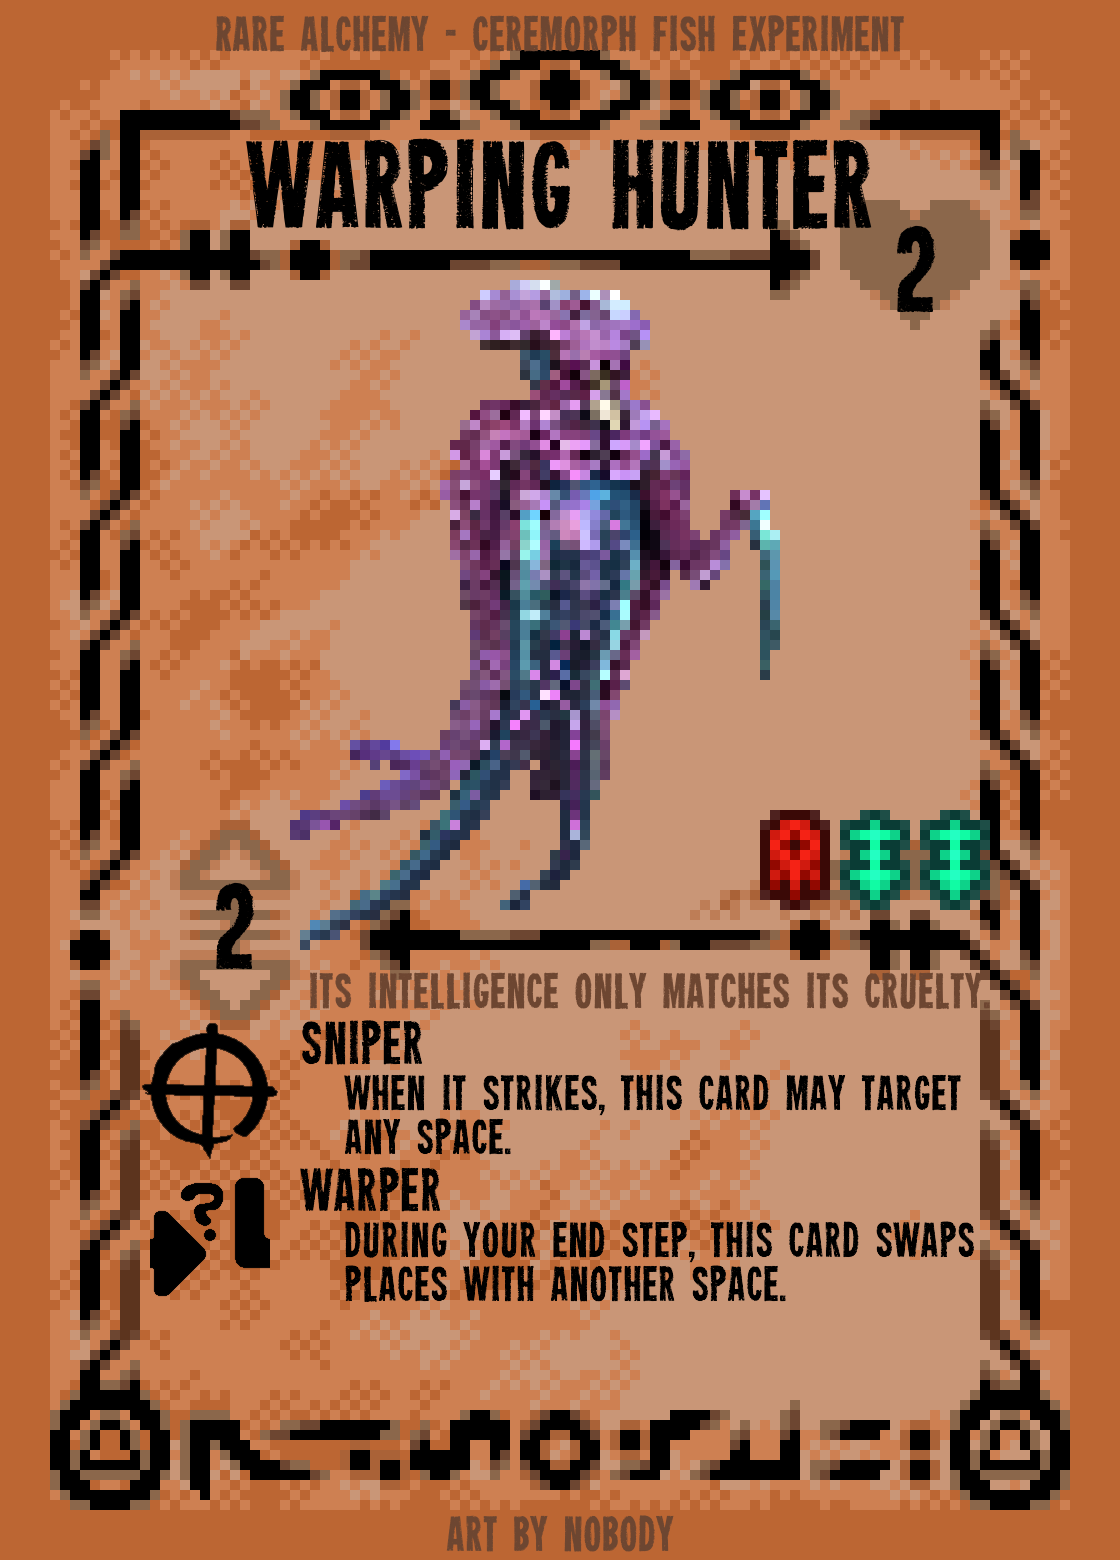 RARE ALCHEMY - CEREMORPH FISH EXPERIMENT
WARPING HUNTER
2
2
ITS INTELLIGENCE ONLY MATCHES ITS CRUELTY.
SNIPER
WHEN IT STRIKES, THIS CARD MAY TARGET
ANY SPACE.
?
WARPER
DURING YOUR END STEP, THIS CARD SWAPS
PLACES WITH ANOTHER SPACE.
ART BY NOBODY